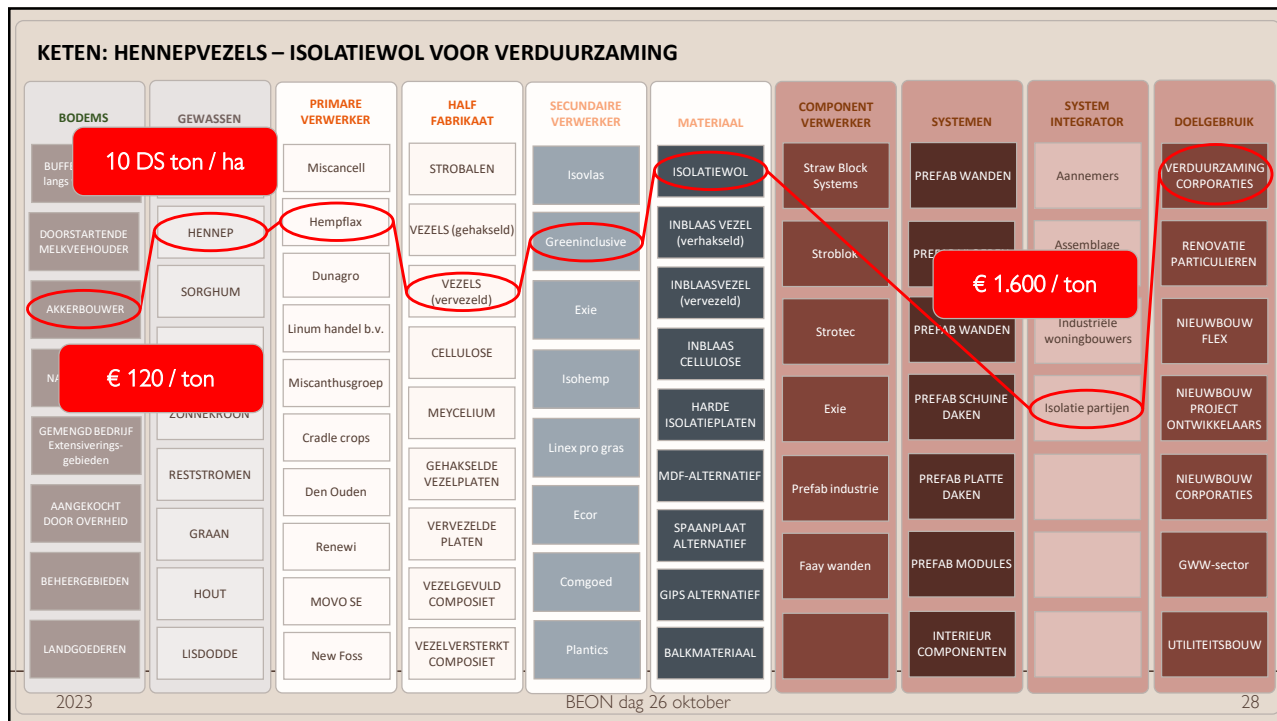 KETEN: HENNEPVEZELS – ISOLATIEWOL VOOR VERDUURZAMING
BODEMS
langs
DOORSTARTENDE
MELKVEEHOUDER
AKKERBOUWER
GEMENGD BEDRIJF
Extensiverings-
gebieden
AANGEKOCHT
DOOR OVERHEID
BEHEERGEBIEDEN
LANDGOEDEREN
10 DS ton / ha
€ 120 / ton
GEWASSEN
HENNEP
SORGHUM
ZONNEKROON
RESTSTROMEN
GRAAN
HOUT
LISDODDE
PRIMARE
VERWERKER
Miscancell
Hempflax
Dunagro
Linum handel b.v.
Miscanthusgroep
Cradle crops
Den Ouden
Renewi
MOVO SE
New Foss
HALF
FABRIKAAT
STROBALEN
VEZELS (gehakseld)
VEZELS
(vervezeld)
CELLULOSE
MEYCELIUM
GEHAKSELDE
VEZELPLATEN
VERVEZELDE
PLATEN
VEZELGEVULD
COMPOSIET
VEZELVERSTERKT
COMPOSIET
SECUNDAIRE
VERWERKER
Isovlas
Greeninclusive
Exie
Isohemp
Linex pro gras
Ecor
Comgoed
Plantics
MATERIAAL
ISOLATIEWOL
INBLAAS VEZEL
(verhakseld)
INBLAASVEZEL
(vervezeld)
INBLAAS
CELLULOSE
HARDE
ISOLATIEPLATEN
MDF-ALTERNATIEF
SPAANPLAAT
ALTERNATIEF
GIPS ALTERNATIEF
BALKMATERIAAL
COMPONENT
VERWERKER
Straw Block
Systems
Stroblok
Strotec
Exie
Prefab industrie
Faay wanden
SYSTEMEN
PREFAB WANDEN
PREFAB WANDEN
PREFAB SCHUINE
DAKEN
PREFAB PLATTE
DAKEN
PREFAB MODULES
INTERIEUR
COMPONENTEN
€ 1.600 / ton
SYSTEM
INTEGRATOR
Aannemers
Assemblage
Industriële
woningbouwers
Isolatie partijen
DOELGEBRUIK
VERDUURZAMING
CORPORATIES
RENOVATIE
PARTICULIEREN
NIEUWBOUW
FLEX
NIEUWBOUW
PROJECT
ONTWIKKELAARS
NIEUWBOUW
CORPORATIES
GWW-sector
UTILITEITSBOUW
2023
BEON dag 26 oktober
28